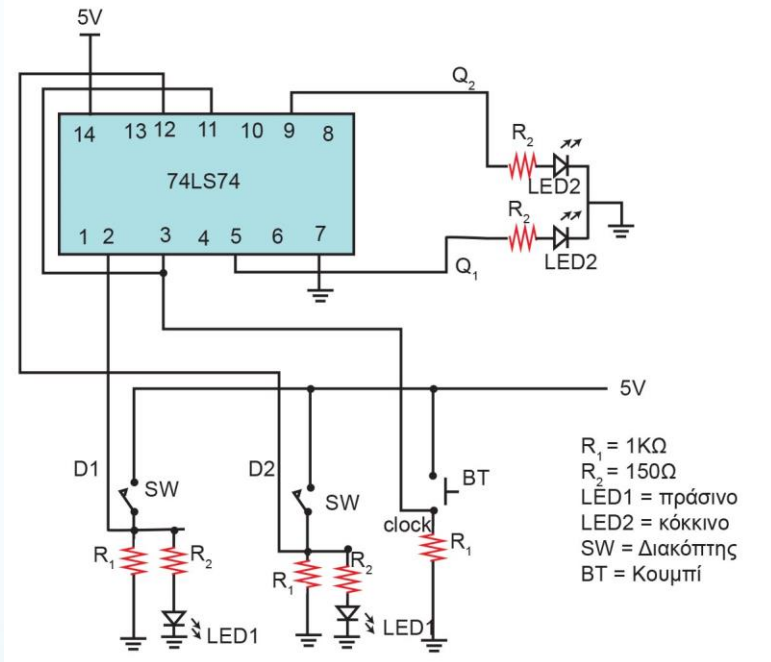 5V
Q₂
14 13 12 11 10 9 8
R₂
74LS74
LED2
R₂
1 2 3 4 5 6 7
LED2
Q₁
5V
R₁ = 1KΩ
R₂ = 150Ω
LED1 = πράσινο
LED2 = κόκκινο
SW = Διακόπτης
BT = Κουμπί
D1
SW
D2
SW
BT
clock
R₁
R₂
R₁
R₂
R₁
LED1
LED1